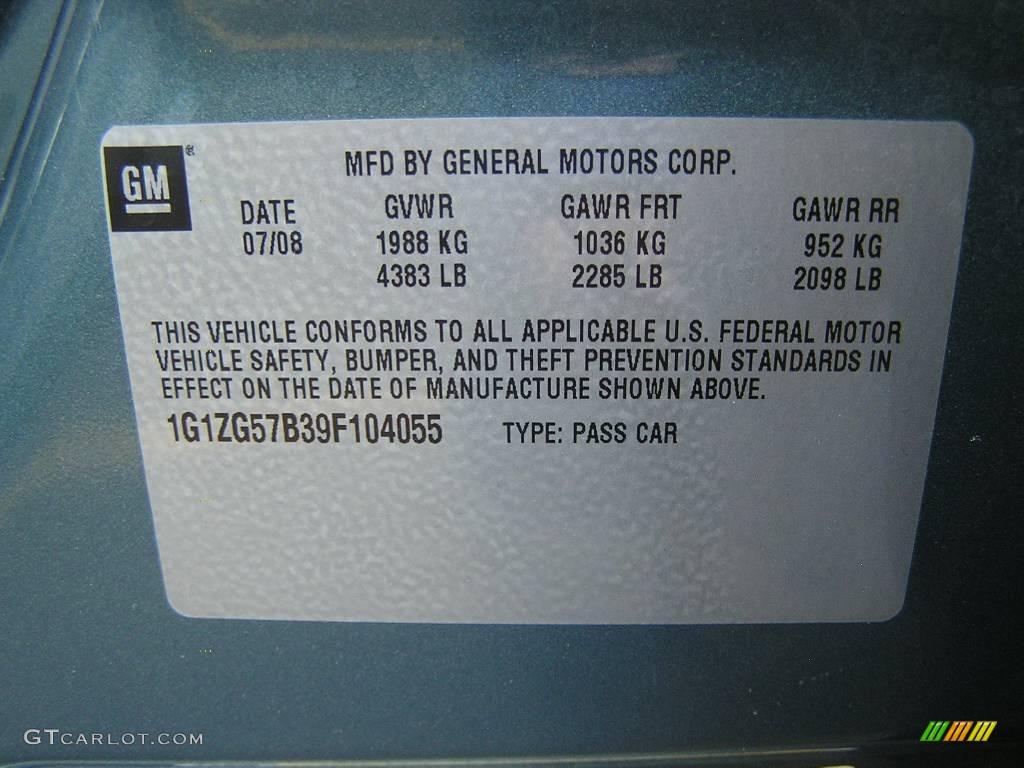 GM ®
MFD BY GENERAL MOTORS CORP.
DATE GVWR GAWR FRT GAWR RR
07/08 1988 KG 1036 KG 952 KG
4383 LB 2285 LB 2098 LB
THIS VEHICLE CONFORMS TO ALL APPLICABLE U.S. FEDERAL MOTOR
VEHICLE SAFETY, BUMPER, AND THEFT PREVENTION STANDARDS IN
EFFECT ON THE DATE OF MANUFACTURE SHOWN ABOVE.
1G1ZG57B39F104055 TYPE: PASS CAR
GTCARLOT.COM